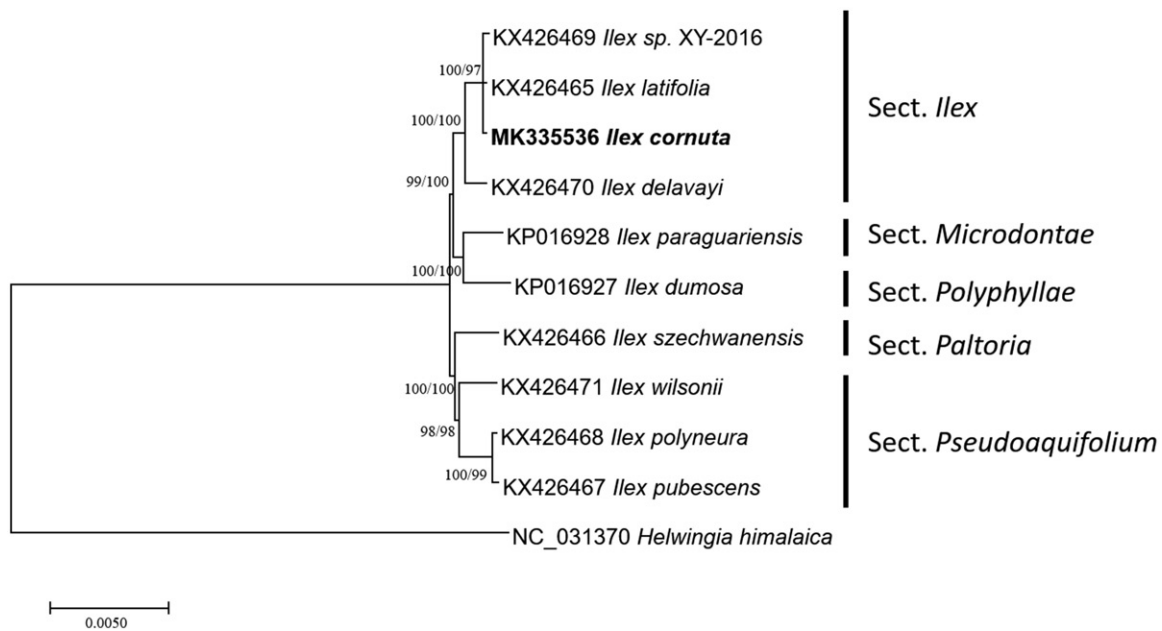 KX426469 Ilex sp. XY-2016
100/97
KX426465 Ilex latifolia
Sect. Ilex
100/100
MK335536 Ilex cornuta
99/100
KX426470 Ilex delavayi
KP016928 Ilex paraguariensis
Sect. Microdontae
100/100
KP016927 Ilex dumosa
Sect. Polyphyllae
KX426466 Ilex szechwanensis
Sect. Paltoria
100/100
KX426471 Ilex wilsonii
98/98
KX426468 Ilex polyneura
Sect. Pseudoaquifolium
100/99
KX426467 Ilex pubescens
NC_031370 Helwingia himalaica
0.0050